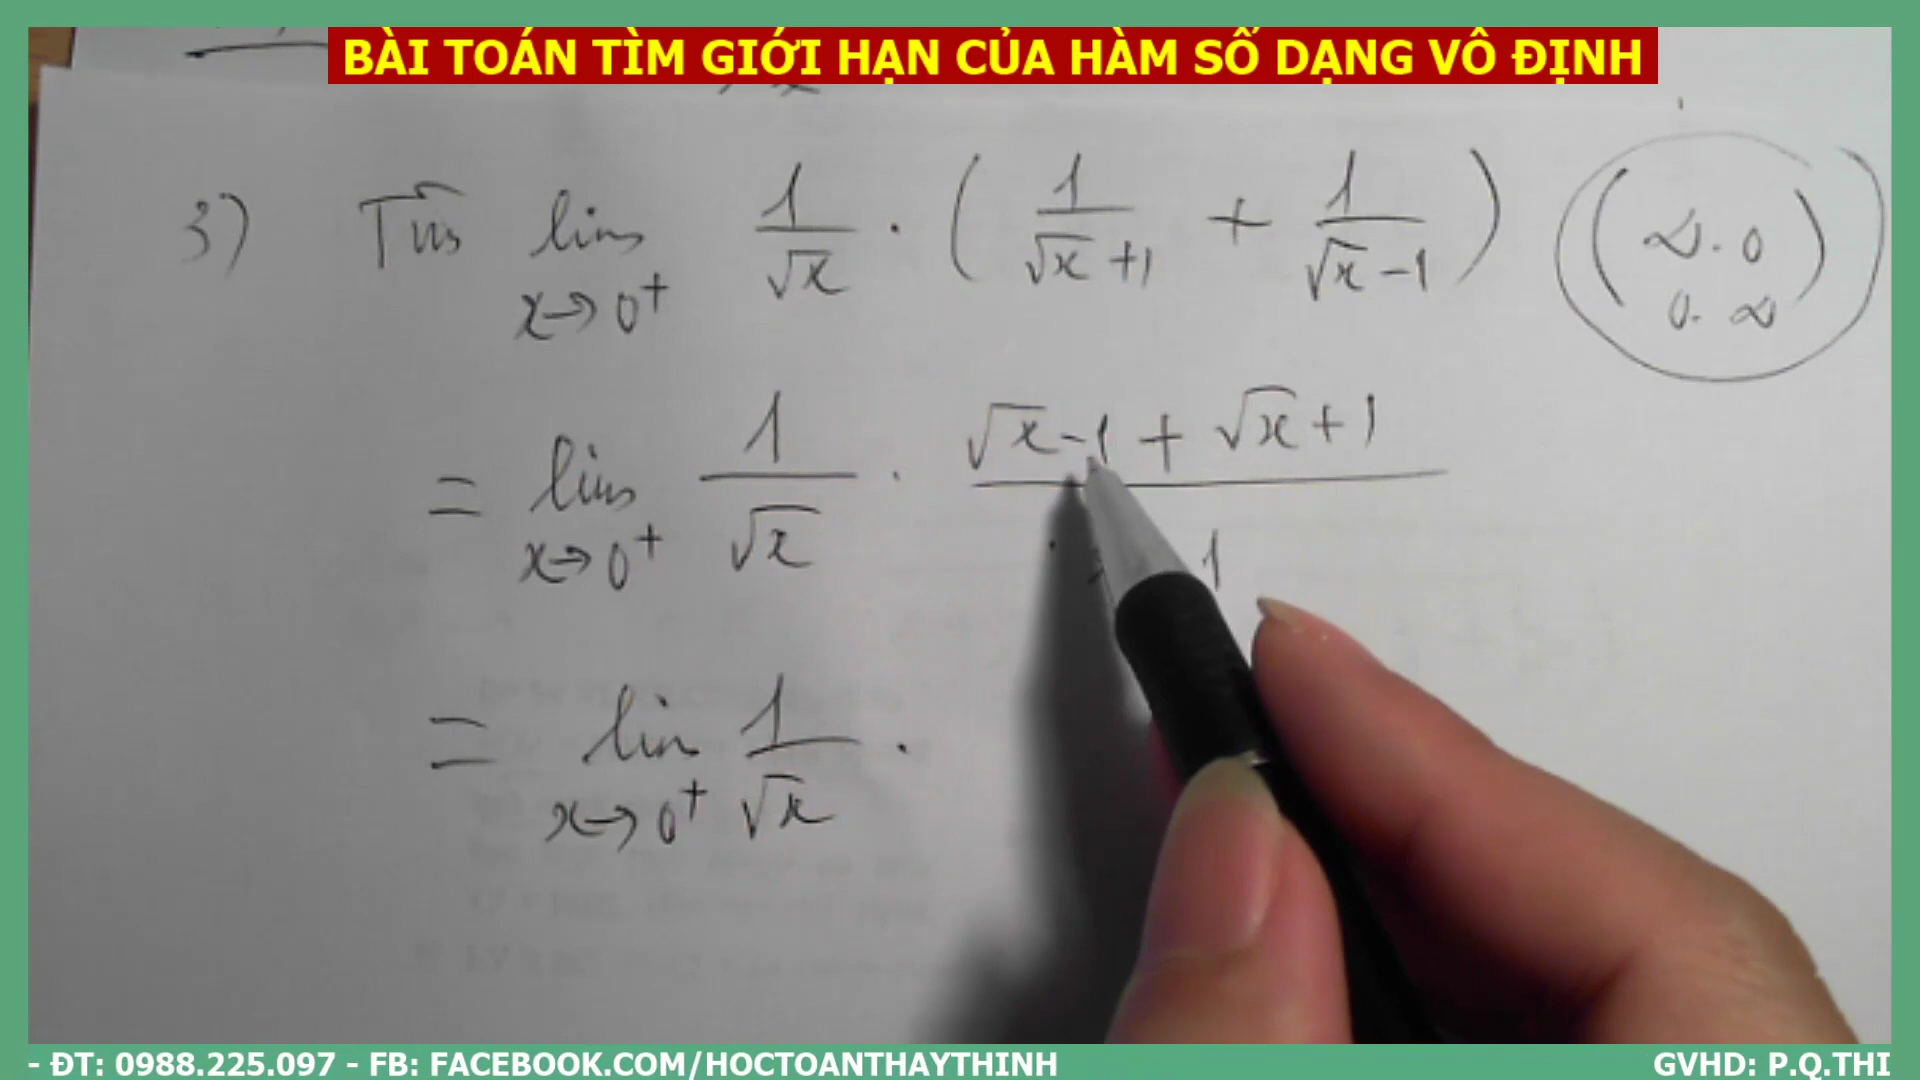 BÀI TOÁN TÌM GIỚI HẠN CỦA HÀM SỐ DẠNG VÔ ĐỊNH
3) Tìm lim x→0⁺ 1/√x · ( 1/(√x +1) + 1/(√x −1) ) ( ∞.0 0.∞ )
= lim x→0⁺ 1/√x · (√x −1 + √x +1)/ 1
= lim x→0⁺ 1/√x ·
- ĐT: 0988.225.097 - FB: FACEBOOK.COM/HOCTOANTHAYTHINH
GVHD: P.Q.THI